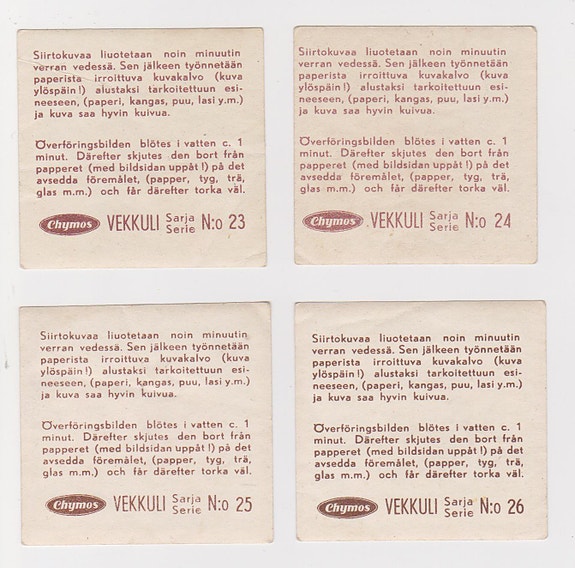 Siirtokuvaa liuotetaan noin minuutin
verran vedessä. Sen jälkeen työnnetään
paperista irroittuva kuvakalvo (kuva
ylöspäin!) alustaksi tarkoitettuun esi-
neeseen, (paperi, kangas, puu, lasi y.m.)
ja kuva saa hyvin kuivua.
Överföringsbilden blötes i vatten c. 1
minut. Därefter skjutes den bort från
papperet (med bildsidan uppåt!) på det
avsedda föremålet, (papper, tyg, trä,
glas m.m.) och får därefter torka väl.
Chymos VEKKULI Sarja Serie N:o 23
Siirtokuvaa liuotetaan noin minuutin
verran vedessä. Sen jälkeen työnnetään
paperista irroittuva kuvakalvo (kuva
ylöspäin!) alustaksi tarkoitettuun esi-
neeseen, (paperi, kangas, puu, lasi y.m.)
ja kuva saa hyvin kuivua.
Överföringsbilden blötes i vatten c. 1
minut. Därefter skjutes den bort från
papperet (med bildsidan uppåt!) på det
avsedda föremålet, (papper, tyg, trä,
glas m.m.) och får därefter torka väl.
Chymos VEKKULI Sarja Serie N:o 24
Siirtokuvaa liuotetaan noin minuutin
verran vedessä. Sen jälkeen työnnetään
paperista irroittuva kuvakalvo (kuva
ylöspäin!) alustaksi tarkoitettuun esi-
neeseen, (paperi, kangas, puu, lasi y.m.)
ja kuva saa hyvin kuivua.
Överföringsbilden blötes i vatten c. 1
minut. Därefter skjutes den bort från
papperet (med bildsidan uppåt!) på det
avsedda föremålet, (papper, tyg, trä,
glas m.m.) och får därefter torka väl.
Chymos VEKKULI Sarja Serie N:o 25
Siirtokuvaa liuotetaan noin minuutin
verran vedessä. Sen jälkeen työnnetään
paperista irroittuva kuvakalvo (kuva
ylöspäin!) alustaksi tarkoitettuun esi-
neeseen, (paperi, kangas, puu, lasi y.m.)
ja kuva saa hyvin kuivua.
Överföringsbilden blötes i vatten c. 1
minut. Därefter skjutes den bort från
papperet (med bildsidan uppåt!) på det
avsedda föremålet, (papper, tyg, trä,
glas m.m.) och får därefter torka väl.
Chymos VEKKULI Sarja Serie N:o 26